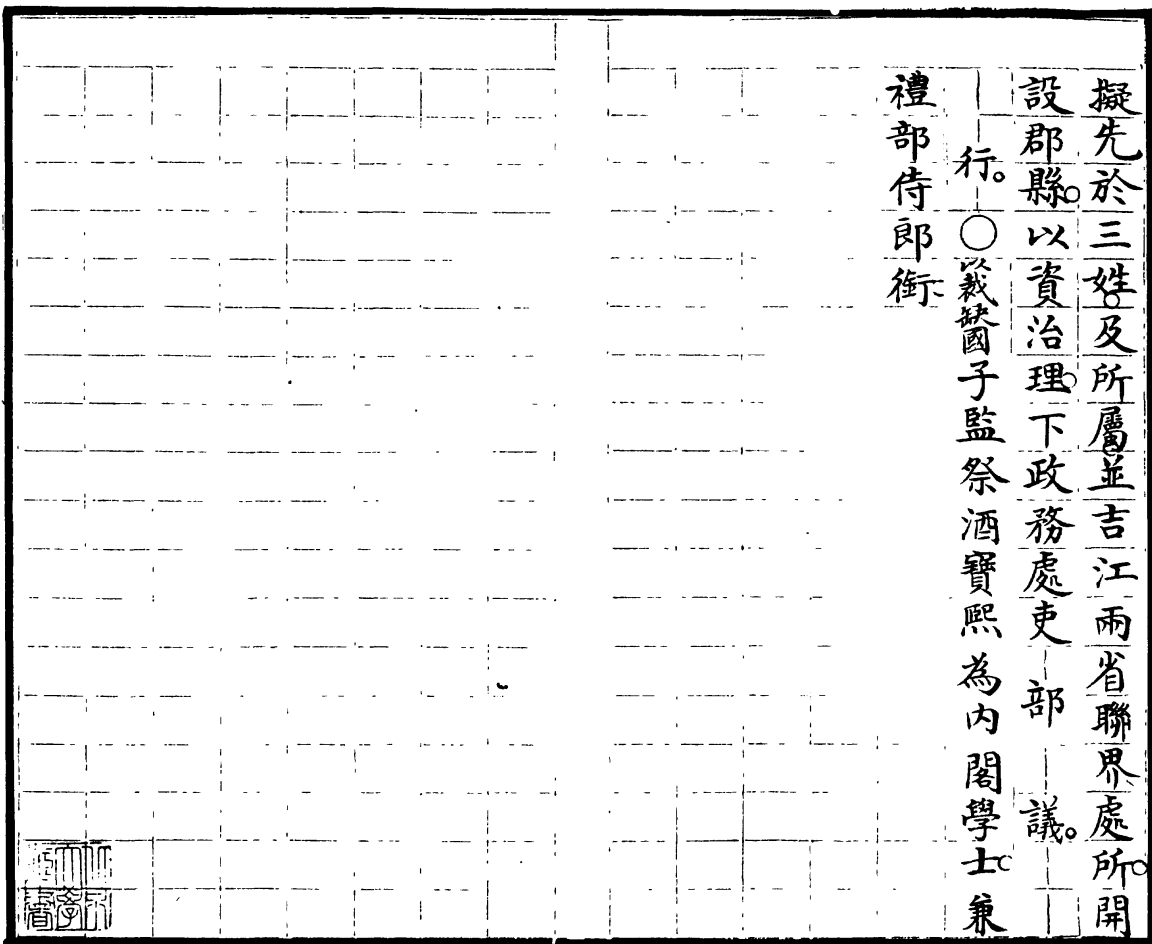 擬先於三姓。及所屬並吉江兩省聯界處所。開
設郡縣。以資治理。下政務處吏部議。
行。○以裁缺國子監祭酒寶熙為內閣學士。兼
禮部侍郎銜、